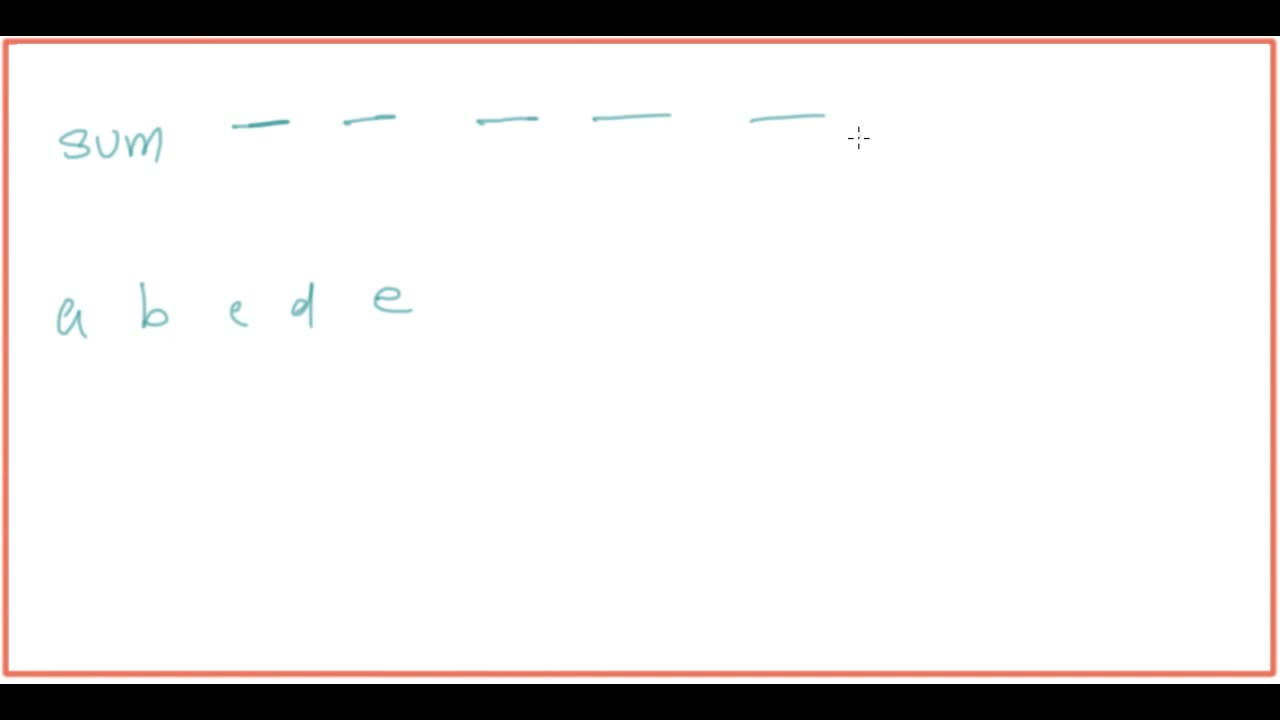 sum — — — — —
a b c d e